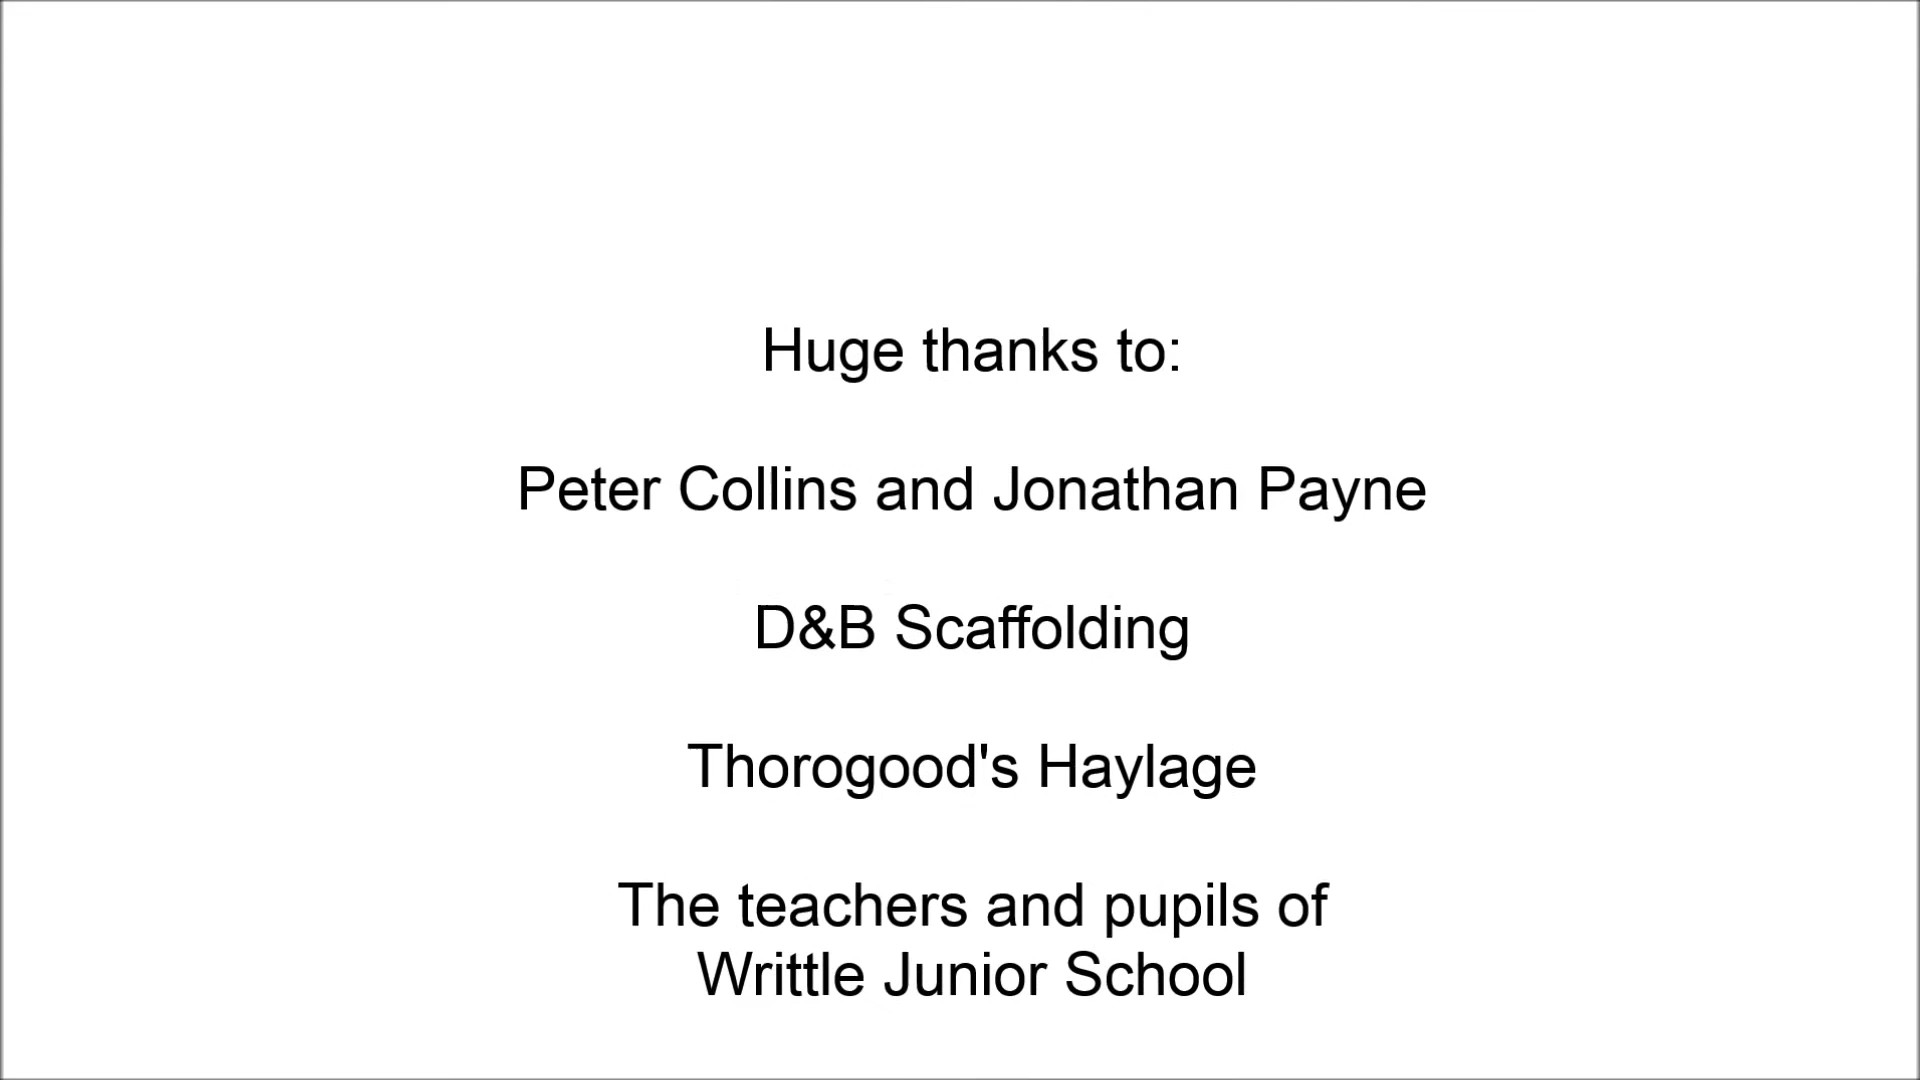 Huge thanks to:
Peter Collins and Jonathan Payne
D&B Scaffolding
Thorogood's Haylage
The teachers and pupils of
Writtle Junior School